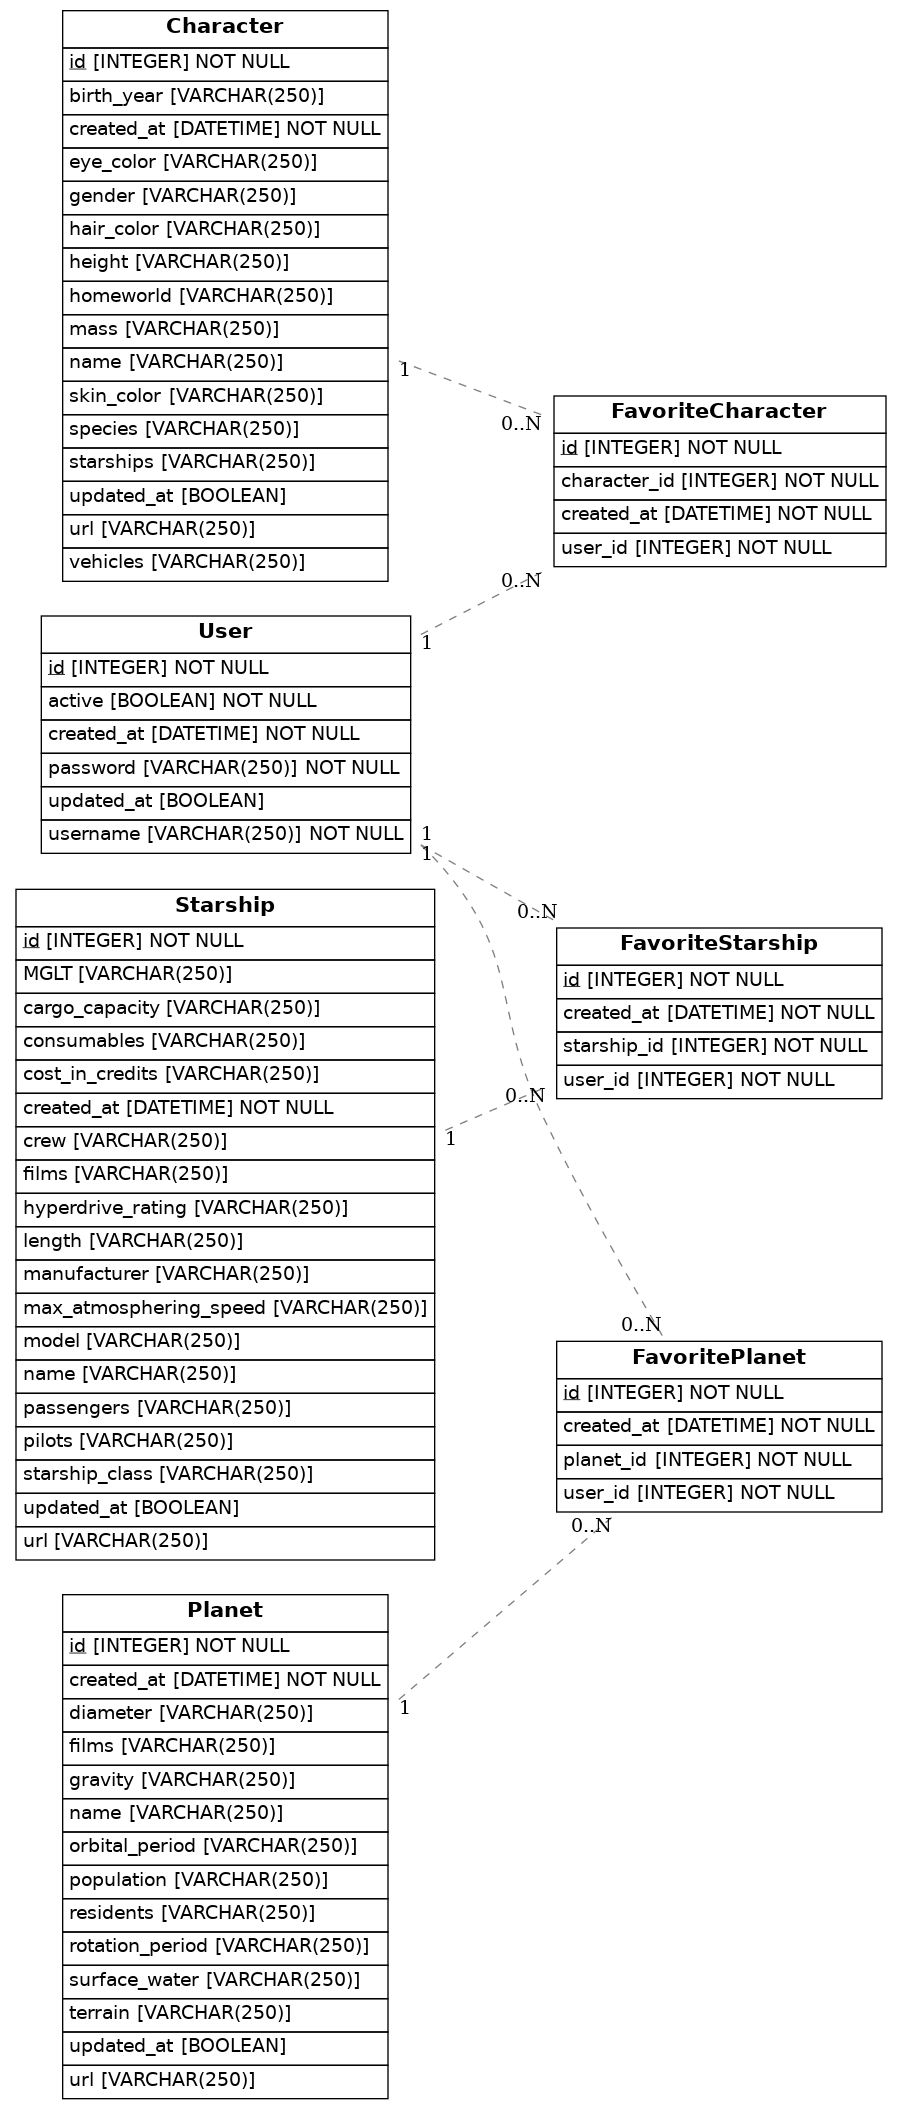 Character
id [INTEGER] NOT NULL
birth_year [VARCHAR(250)]
created_at [DATETIME] NOT NULL
eye_color [VARCHAR(250)]
gender [VARCHAR(250)]
hair_color [VARCHAR(250)]
height [VARCHAR(250)]
homeworld [VARCHAR(250)]
mass [VARCHAR(250)]
name [VARCHAR(250)]
skin_color [VARCHAR(250)]
species [VARCHAR(250)]
starships [VARCHAR(250)]
updated_at [BOOLEAN]
url [VARCHAR(250)]
vehicles [VARCHAR(250)]
1
0..N
FavoriteCharacter
id [INTEGER] NOT NULL
character_id [INTEGER] NOT NULL
created_at [DATETIME] NOT NULL
user_id [INTEGER] NOT NULL
0..N
1
User
id [INTEGER] NOT NULL
active [BOOLEAN] NOT NULL
created_at [DATETIME] NOT NULL
password [VARCHAR(250)] NOT NULL
updated_at [BOOLEAN]
username [VARCHAR(250)] NOT NULL
1
1
0..N
FavoriteStarship
id [INTEGER] NOT NULL
created_at [DATETIME] NOT NULL
starship_id [INTEGER] NOT NULL
user_id [INTEGER] NOT NULL
0..N
1
Starship
id [INTEGER] NOT NULL
MGLT [VARCHAR(250)]
cargo_capacity [VARCHAR(250)]
consumables [VARCHAR(250)]
cost_in_credits [VARCHAR(250)]
created_at [DATETIME] NOT NULL
crew [VARCHAR(250)]
films [VARCHAR(250)]
hyperdrive_rating [VARCHAR(250)]
length [VARCHAR(250)]
manufacturer [VARCHAR(250)]
max_atmosphering_speed [VARCHAR(250)]
model [VARCHAR(250)]
name [VARCHAR(250)]
passengers [VARCHAR(250)]
pilots [VARCHAR(250)]
starship_class [VARCHAR(250)]
updated_at [BOOLEAN]
url [VARCHAR(250)]
0..N
FavoritePlanet
id [INTEGER] NOT NULL
created_at [DATETIME] NOT NULL
planet_id [INTEGER] NOT NULL
user_id [INTEGER] NOT NULL
0..N
1
Planet
id [INTEGER] NOT NULL
created_at [DATETIME] NOT NULL
diameter [VARCHAR(250)]
films [VARCHAR(250)]
gravity [VARCHAR(250)]
name [VARCHAR(250)]
orbital_period [VARCHAR(250)]
population [VARCHAR(250)]
residents [VARCHAR(250)]
rotation_period [VARCHAR(250)]
surface_water [VARCHAR(250)]
terrain [VARCHAR(250)]
updated_at [BOOLEAN]
url [VARCHAR(250)]